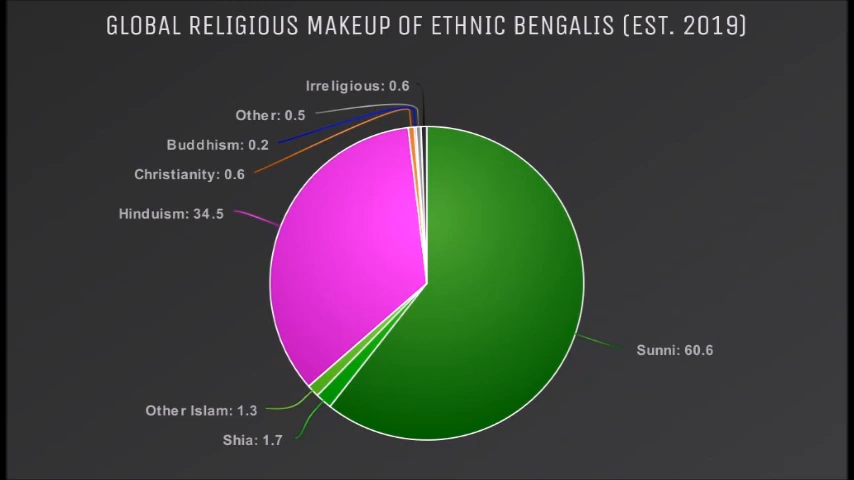 GLOBAL RELIGIOUS MAKEUP OF ETHNIC BENGALIS (EST. 2019)
Irreligious: 0.6
Other: 0.5
Buddhism: 0.2
Christianity: 0.6
Hinduism: 34.5
Sunni: 60.6
Other Islam: 1.3
Shia: 1.7